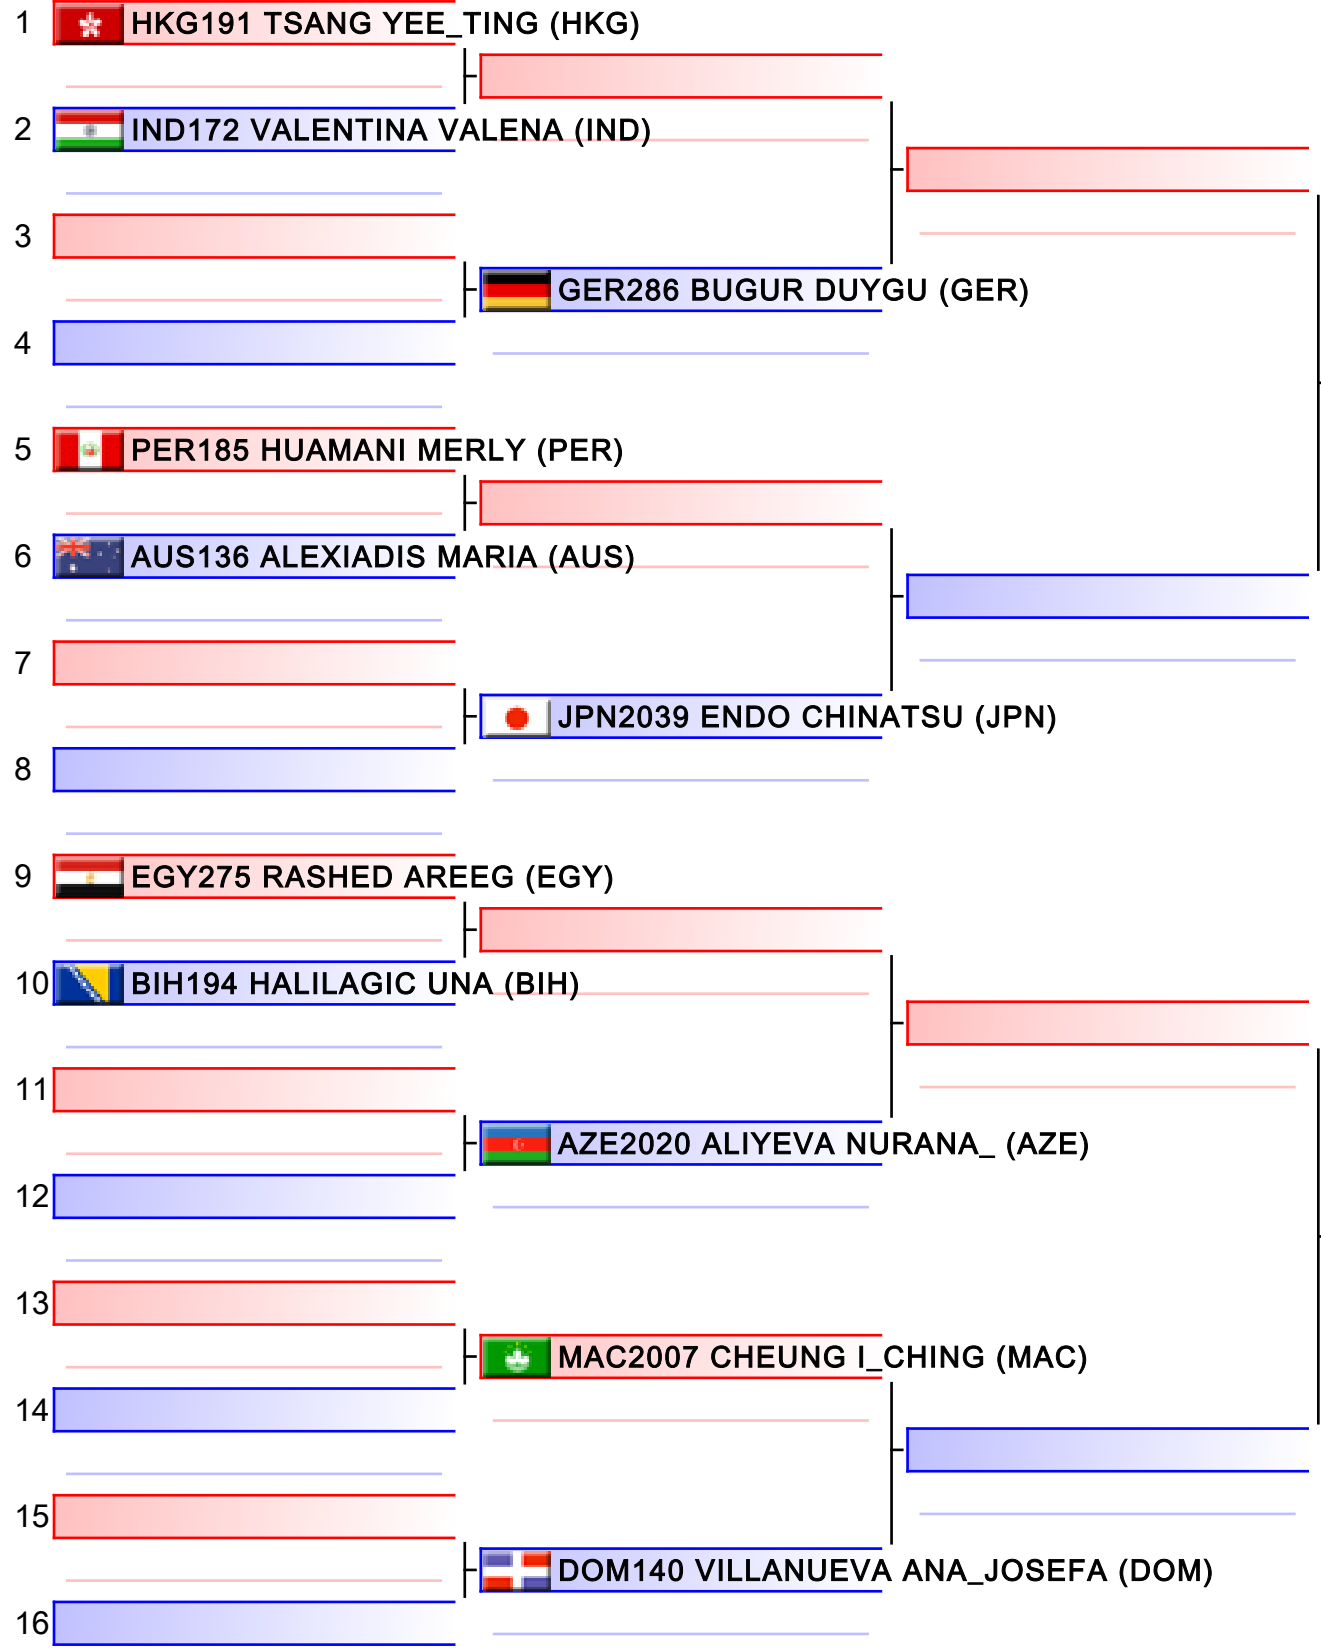 1 HKG191 TSANG YEE_TING (HKG)
2 IND172 VALENTINA VALENA (IND)
3
GER286 BUGUR DUYGU (GER)
4
5 PER185 HUAMANI MERLY (PER)
6 AUS136 ALEXIADIS MARIA (AUS)
7
JPN2039 ENDO CHINATSU (JPN)
8
9 EGY275 RASHED AREEG (EGY)
10 BIH194 HALILAGIC UNA (BIH)
11
AZE2020 ALIYEVA NURANA_ (AZE)
12
13
MAC2007 CHEUNG I_CHING (MAC)
14
15
DOM140 VILLANUEVA ANA_JOSEFA (DOM)
16